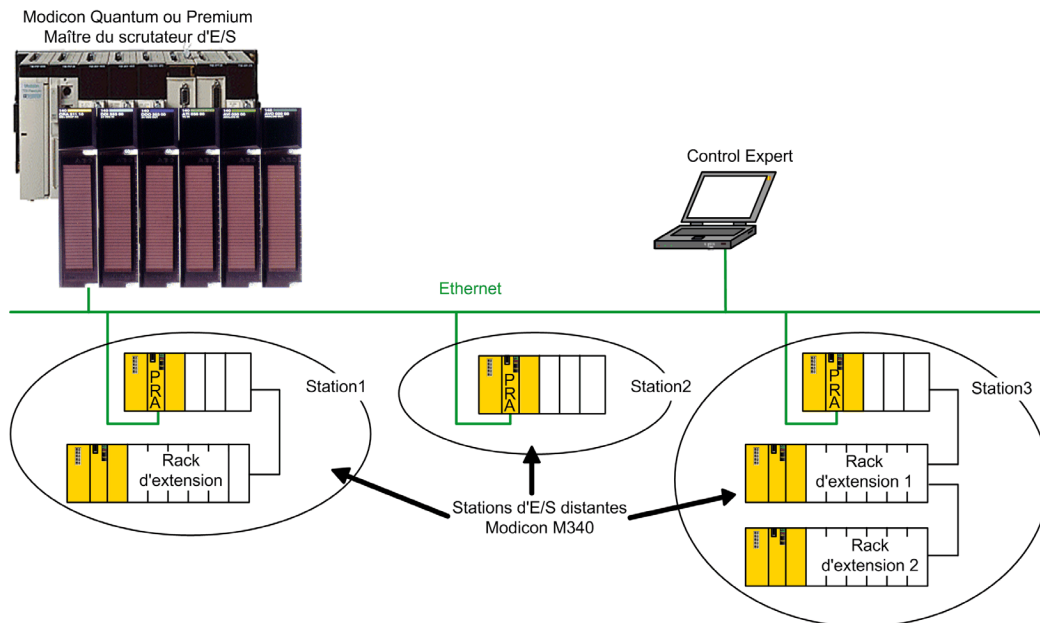 Modicon Quantum ou Premium
Maître du scrutateur d'E/S
Control Expert
Ethernet
PRA
Station1
PRA
Station2
PRA
Station3
Rack
d'extension
Rack
d'extension 1
Stations d'E/S distantes
Modicon M340
Rack
d'extension 2